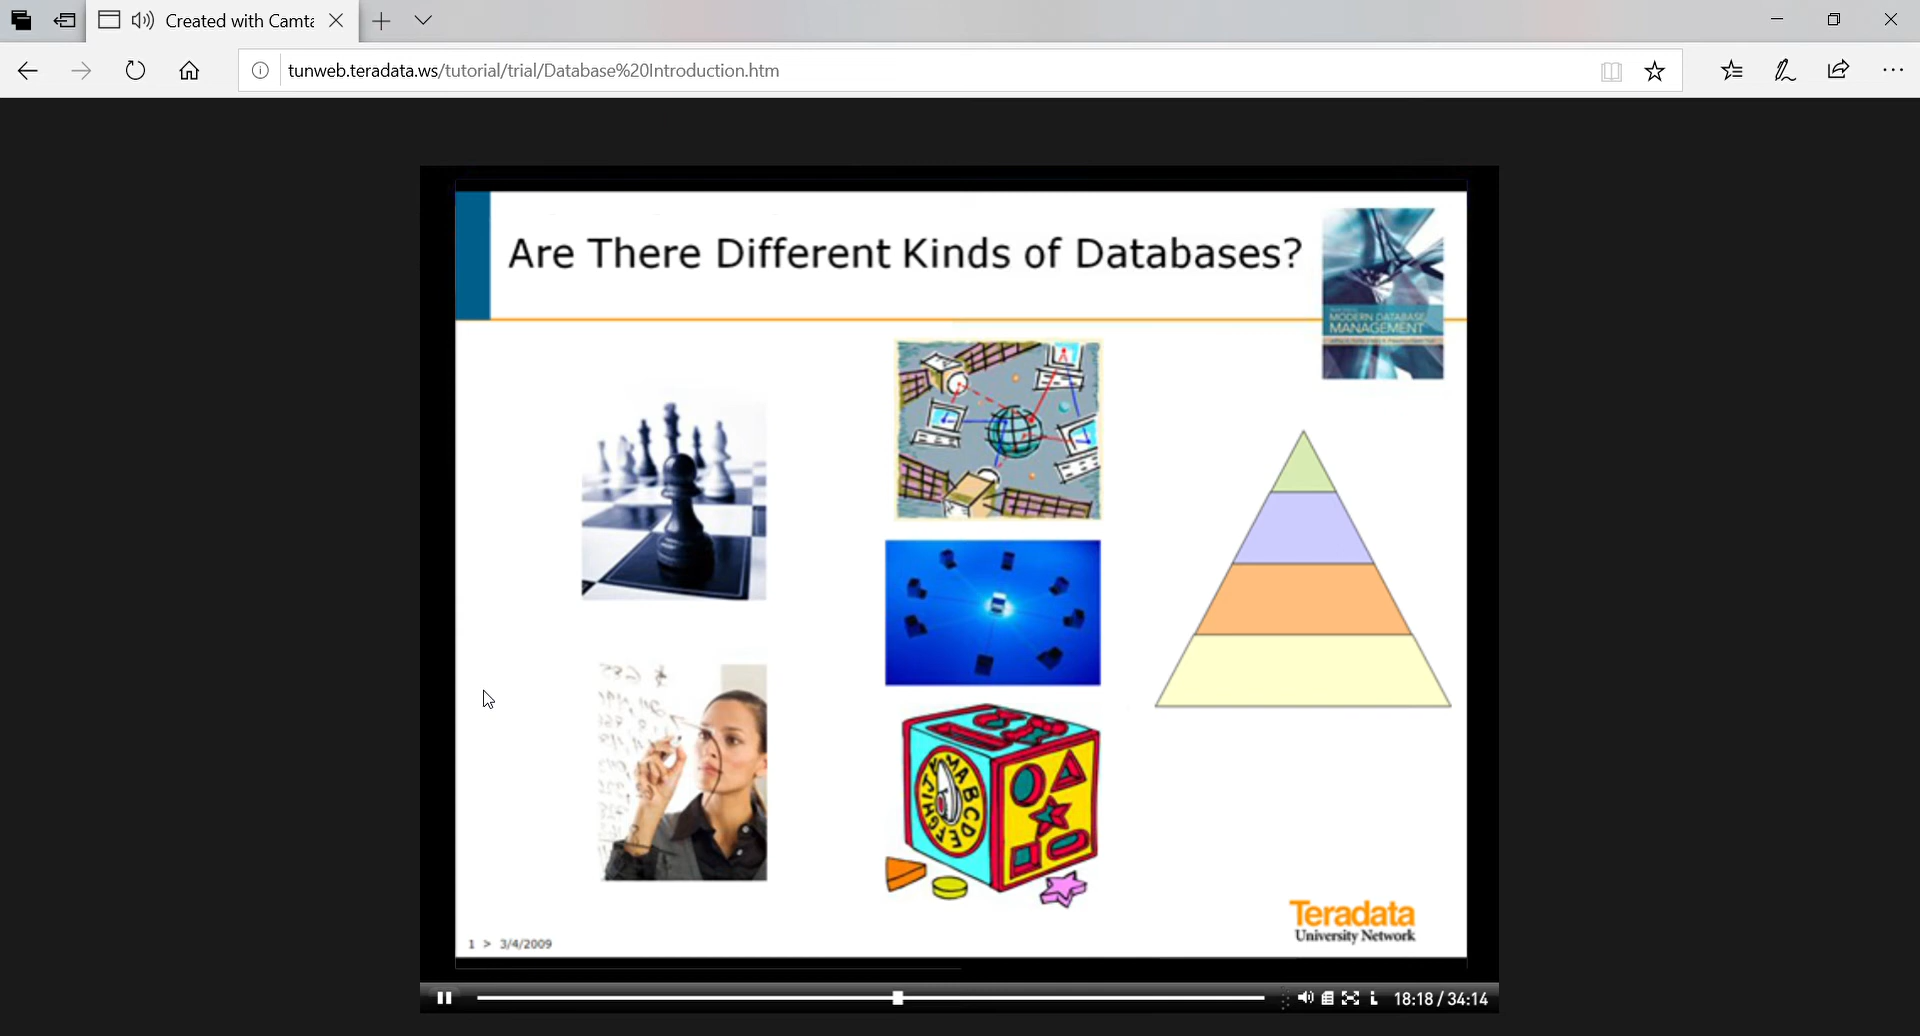 Created with Camta
tunweb.teradata.ws/tutorial/trial/Database%20Introduction.htm
Are There Different Kinds of Databases?
MODERN DATABASE
MANAGEMENT
Teradata
University Network
1 > 3/4/2009
18:18 / 34:14